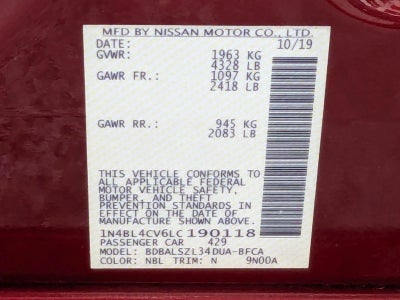 MFD BY NISSAN MOTOR CO., LTD.
DATE: 10/19
GVWR: 1963 KG
4328 LB
GAWR FR.: 1097 KG
2418 LB
GAWR RR.: 945 KG
2083 LB
THIS VEHICLE CONFORMS TO
ALL APPLICABLE FEDERAL
MOTOR VEHICLE SAFETY,
BUMPER, AND THEFT
PREVENTION STANDARDS IN
EFFECT ON THE DATE OF
MANUFACTURE SHOWN ABOVE.
1N4BL4CV6LC190118
PASSENGER CAR 429
MODEL: BDBALSZL34DUA-BFCA
COLOR: NBL TRIM: N 9N00A